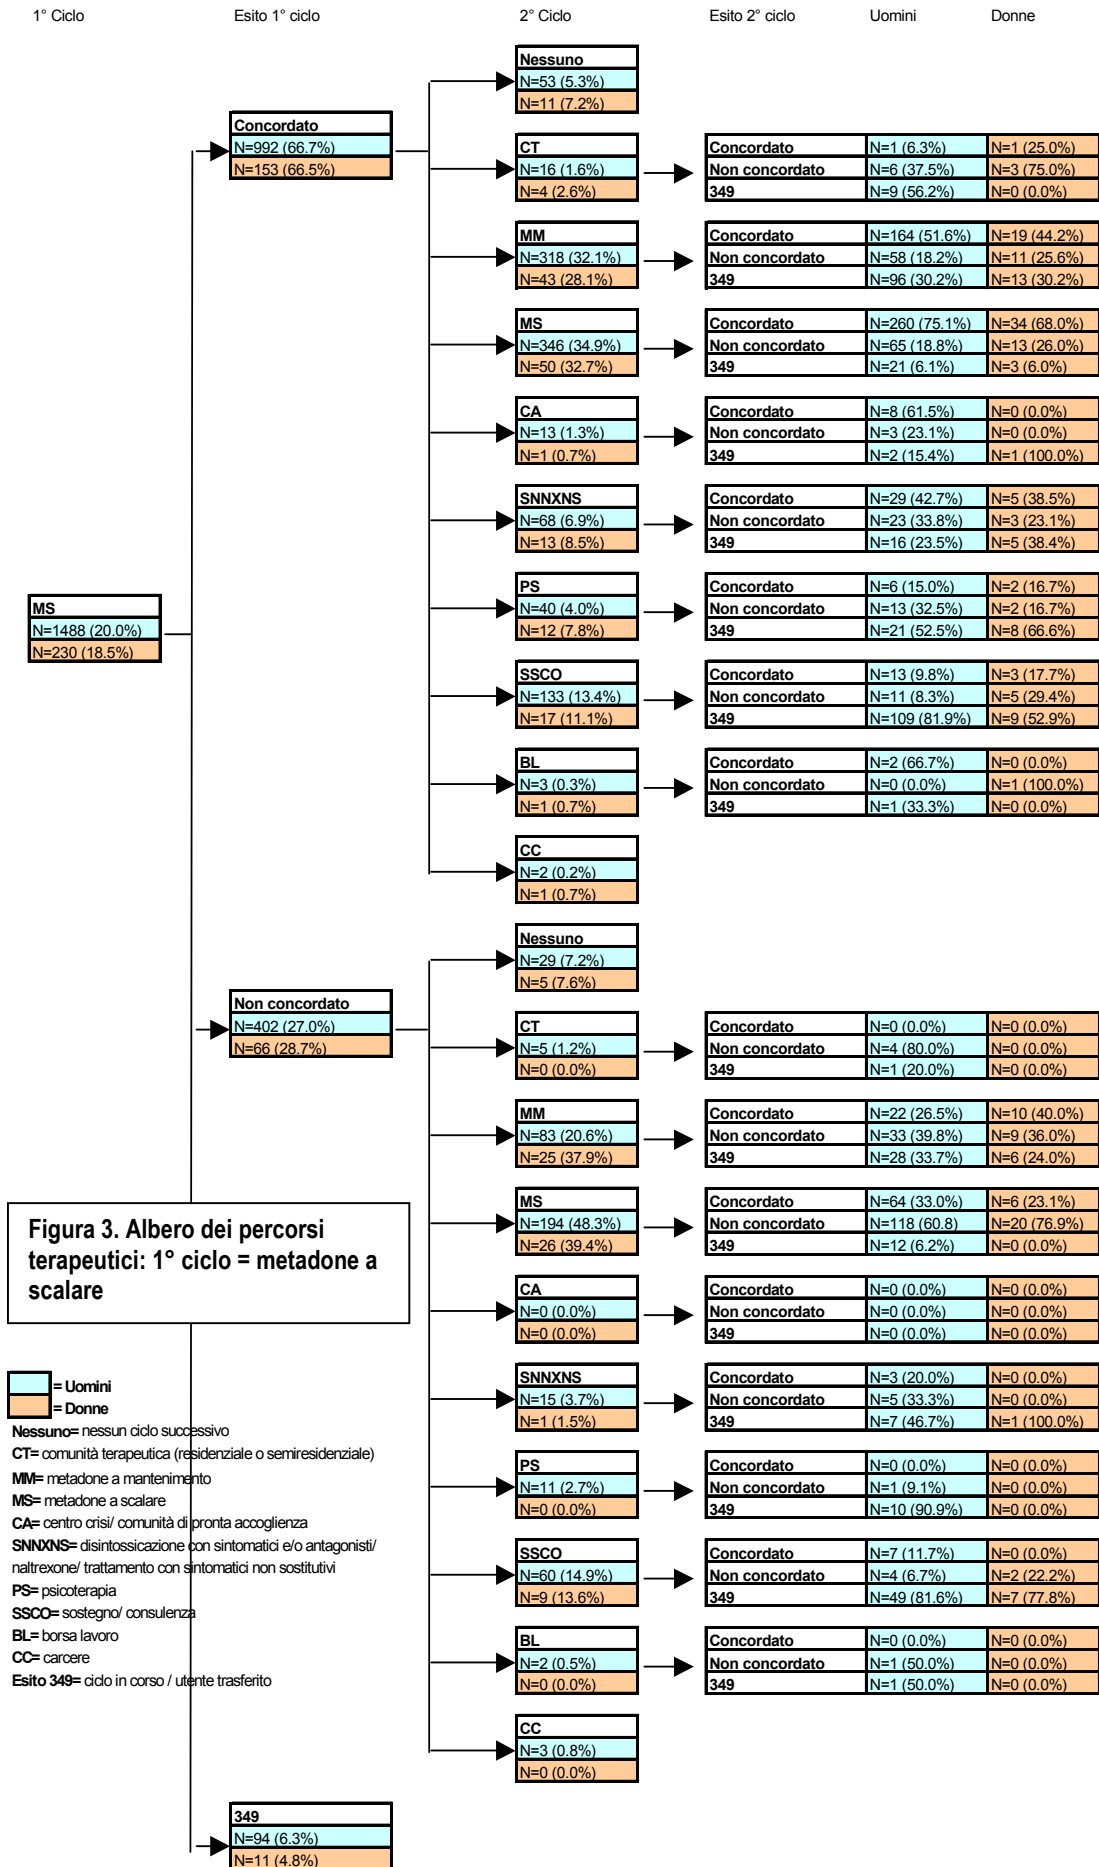 1° Ciclo Esito 1° ciclo 2° Ciclo Esito 2° ciclo Uomini Donne
Nessuno
N=53 (5.3%)
N=11 (7.2%)
Concordato
N=992 (66.7%)
N=153 (66.5%)
CT
N=16 (1.6%)
N=4 (2.6%)
Concordato N=1 (6.3%) N=1 (25.0%)
Non concordato N=6 (37.5%) N=3 (75.0%)
349 N=9 (56.2%) N=0 (0.0%)
MM
N=318 (32.1%)
N=43 (28.1%)
Concordato N=164 (51.6%) N=19 (44.2%)
Non concordato N=58 (18.2%) N=11 (25.6%)
349 N=96 (30.2%) N=13 (30.2%)
MS
N=346 (34.9%)
N=50 (32.7%)
Concordato N=260 (75.1%) N=34 (68.0%)
Non concordato N=65 (18.8%) N=13 (26.0%)
349 N=21 (6.1%) N=3 (6.0%)
CA
N=13 (1.3%)
N=1 (0.7%)
Concordato N=8 (61.5%) N=0 (0.0%)
Non concordato N=3 (23.1%) N=0 (0.0%)
349 N=2 (15.4%) N=1 (100.0%)
SNNXNS
N=68 (6.9%)
N=13 (8.5%)
Concordato N=29 (42.7%) N=5 (38.5%)
Non concordato N=23 (33.8%) N=3 (23.1%)
349 N=16 (23.5%) N=5 (38.4%)
PS
N=40 (4.0%)
N=12 (7.8%)
Concordato N=6 (15.0%) N=2 (16.7%)
Non concordato N=13 (32.5%) N=2 (16.7%)
349 N=21 (52.5%) N=8 (66.6%)
MS
N=1488 (20.0%)
N=230 (18.5%)
SSCO
N=133 (13.4%)
N=17 (11.1%)
Concordato N=13 (9.8%) N=3 (17.7%)
Non concordato N=11 (8.3%) N=5 (29.4%)
349 N=109 (81.9%) N=9 (52.9%)
BL
N=3 (0.3%)
N=1 (0.7%)
Concordato N=2 (66.7%) N=0 (0.0%)
Non concordato N=0 (0.0%) N=1 (100.0%)
349 N=1 (33.3%) N=0 (0.0%)
CC
N=2 (0.2%)
N=1 (0.7%)
Nessuno
N=29 (7.2%)
N=5 (7.6%)
Non concordato
N=402 (27.0%)
N=66 (28.7%)
CT
N=5 (1.2%)
N=0 (0.0%)
Concordato N=0 (0.0%) N=0 (0.0%)
Non concordato N=4 (80.0%) N=0 (0.0%)
349 N=1 (20.0%) N=0 (0.0%)
MM
N=83 (20.6%)
N=25 (37.9%)
Concordato N=22 (26.5%) N=10 (40.0%)
Non concordato N=33 (39.8%) N=9 (36.0%)
349 N=28 (33.7%) N=6 (24.0%)
MS
N=194 (48.3%)
N=26 (39.4%)
Concordato N=64 (33.0%) N=6 (23.1%)
Non concordato N=118 (60.8) N=20 (76.9%)
349 N=12 (6.2%) N=0 (0.0%)
Figura 3. Albero dei percorsi
terapeutici: 1° ciclo = metadone a
scalare
CA
N=0 (0.0%)
N=0 (0.0%)
Concordato N=0 (0.0%) N=0 (0.0%)
Non concordato N=0 (0.0%) N=0 (0.0%)
349 N=0 (0.0%) N=0 (0.0%)
SNNXNS
N=15 (3.7%)
N=1 (1.5%)
Concordato N=3 (20.0%) N=0 (0.0%)
Non concordato N=5 (33.3%) N=0 (0.0%)
349 N=7 (46.7%) N=1 (100.0%)
PS
N=11 (2.7%)
N=0 (0.0%)
Concordato N=0 (0.0%) N=0 (0.0%)
Non concordato N=1 (9.1%) N=0 (0.0%)
349 N=10 (90.9%) N=0 (0.0%)
SSCO
N=60 (14.9%)
N=9 (13.6%)
Concordato N=7 (11.7%) N=0 (0.0%)
Non concordato N=4 (6.7%) N=2 (22.2%)
349 N=49 (81.6%) N=7 (77.8%)
BL
N=2 (0.5%)
N=0 (0.0%)
Concordato N=0 (0.0%) N=0 (0.0%)
Non concordato N=1 (50.0%) N=0 (0.0%)
349 N=1 (50.0%) N=0 (0.0%)
CC
N=3 (0.8%)
N=0 (0.0%)
= Uomini
= Donne
Nessuno= nessun ciclo successivo
CT= comunità terapeutica (residenziale o semiresidenziale)
MM= metadone a mantenimento
MS= metadone a scalare
CA= centro crisi/ comunità di pronta accoglienza
SNNXNS= disintossicazione con sintomatici e/o antagonisti/
naltrexone/ trattamento con sintomatici non sostitutivi
PS= psicoterapia
SSCO= sostegno/ consulenza
BL= borsa lavoro
CC= carcere
Esito 349= ciclo in corso / utente trasferito
349
N=94 (6.3%)
N=11 (4.8%)